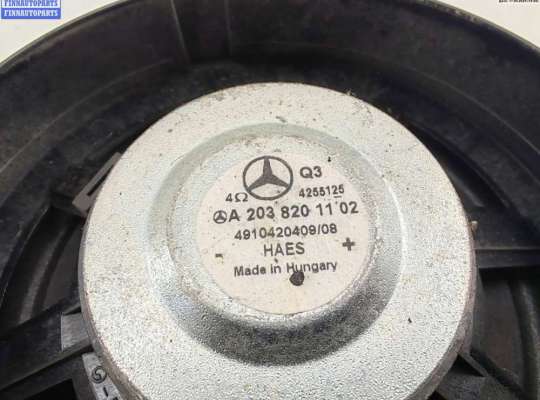 FINNAUTOPARTS
FINNAUTOPARTS
Q3
4Ω 4255125
A 203 820 11 02
4910420409/08
- HAES +
Made in Hungary